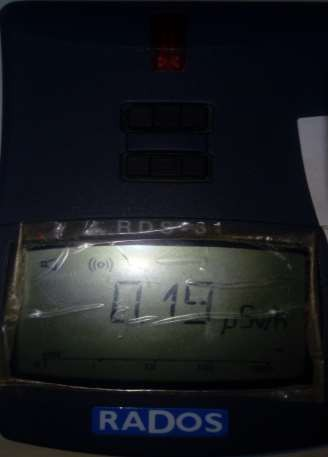 RDS-31
((o))
0.19 µSv/h
RADOS